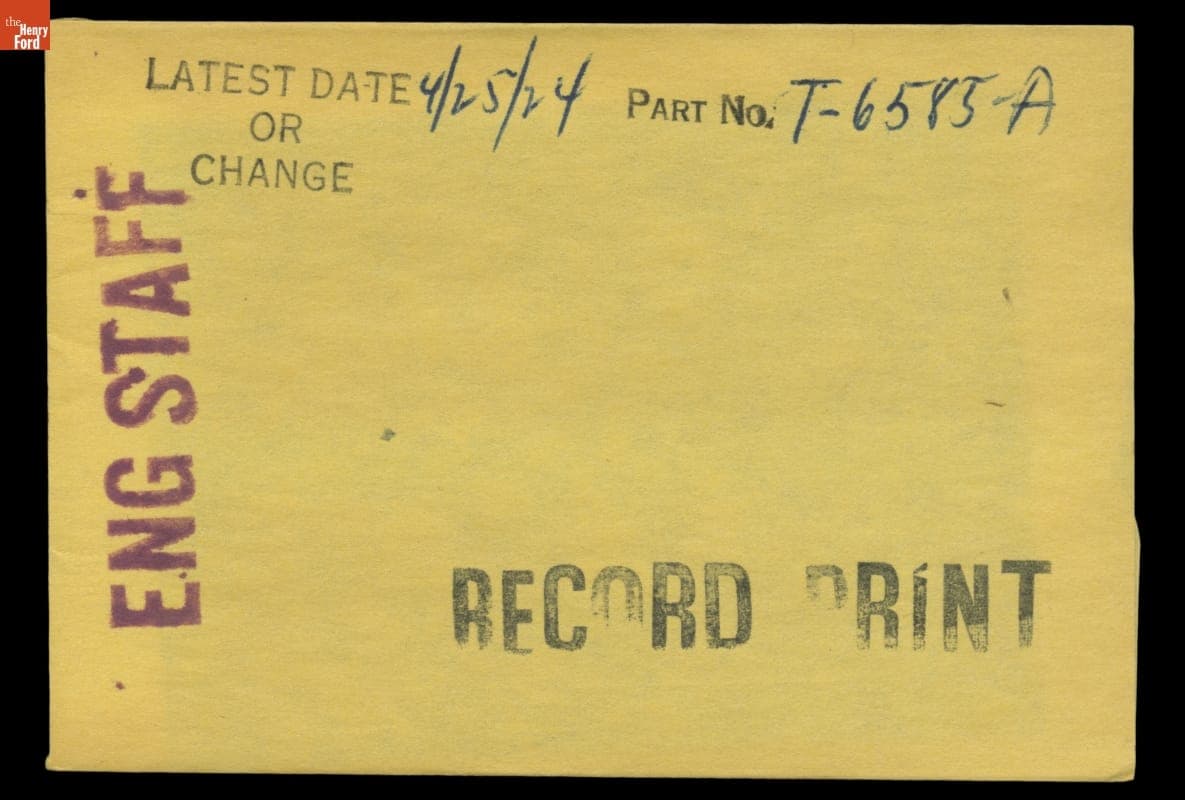 the
Henry
Ford
LATEST DATE 4/25/24 PART NO. T-6585-A
OR
CHANGE
ENG STAFF
RECORD PRINT